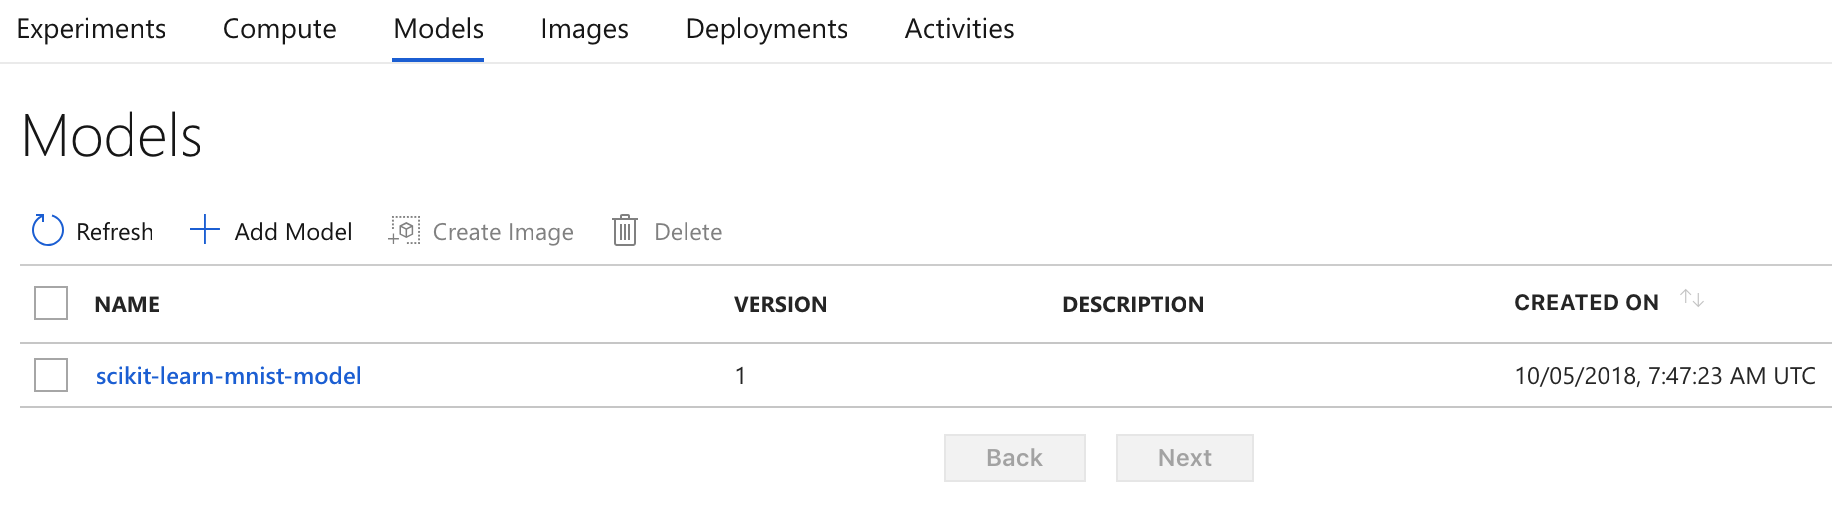 Experiments Compute Models Images Deployments Activities
Models
Refresh Add Model Create Image Delete
NAME VERSION DESCRIPTION CREATED ON
scikit-learn-mnist-model 1 10/05/2018, 7:47:23 AM UTC
Back Next